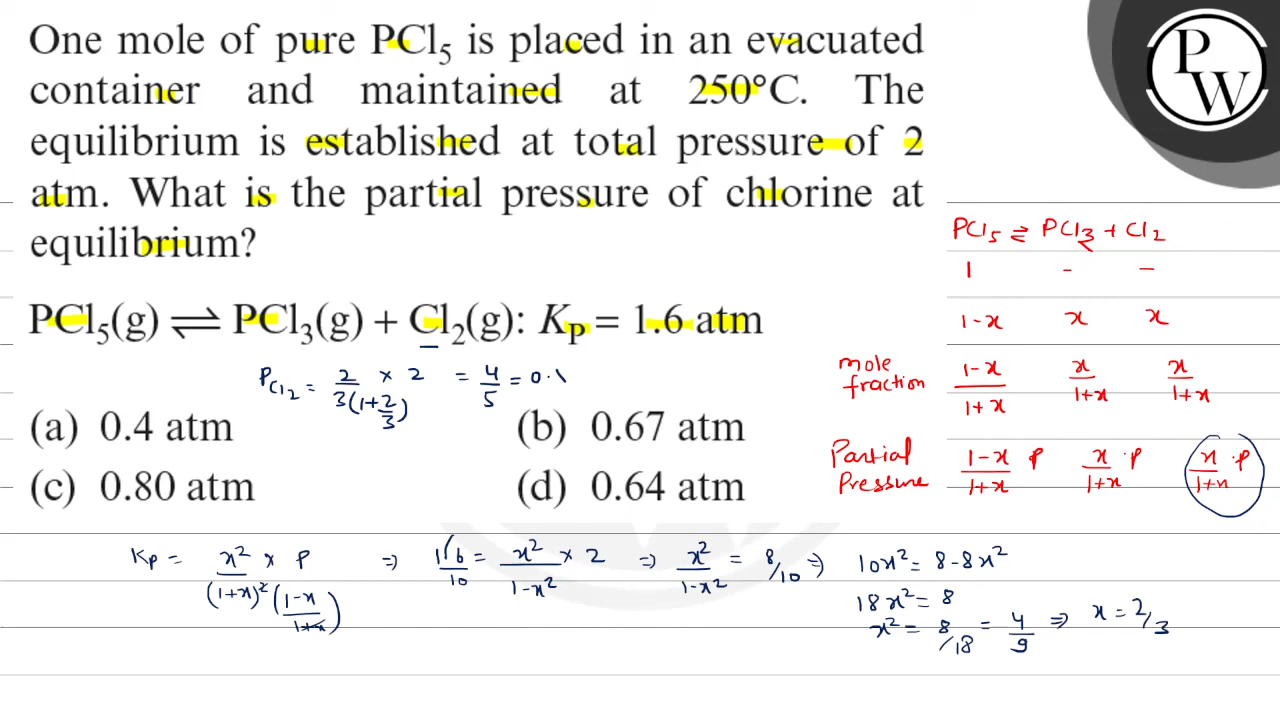 One mole of pure PCl₅ is placed in an evacuated
container and maintained at 250°C. The
equilibrium is established at total pressure of 2
atm. What is the partial pressure of chlorine at
equilibrium?
PCl₅(g) ⇌ PCl₃(g) + Cl₂(g): K_P = 1.6 atm
P_Cl₂ = 2/3(1+2/3) × 2 = 4/5 = 0.
(a) 0.4 atm (b) 0.67 atm
(c) 0.80 atm (d) 0.64 atm
PW
PCl₅ ⇌ PCl₃ + Cl₂
1 - -
1-x x x
mole fraction (1-x)/(1+x) x/(1+x) x/(1+x)
Partial Pressure (1-x)/(1+x) P x/(1+x) · P x/(1+x) · P
Kp = x² × P / (1+x)² ((1-x)/(1+x)) ⇒ 16/10 = x²/(1-x²) × 2 ⇒ x²/(1-x²) = 8/10 ⇒ 10x² = 8-8x²
18x² = 8
x² = 8/18 = 4/9 ⇒ x = 2/3